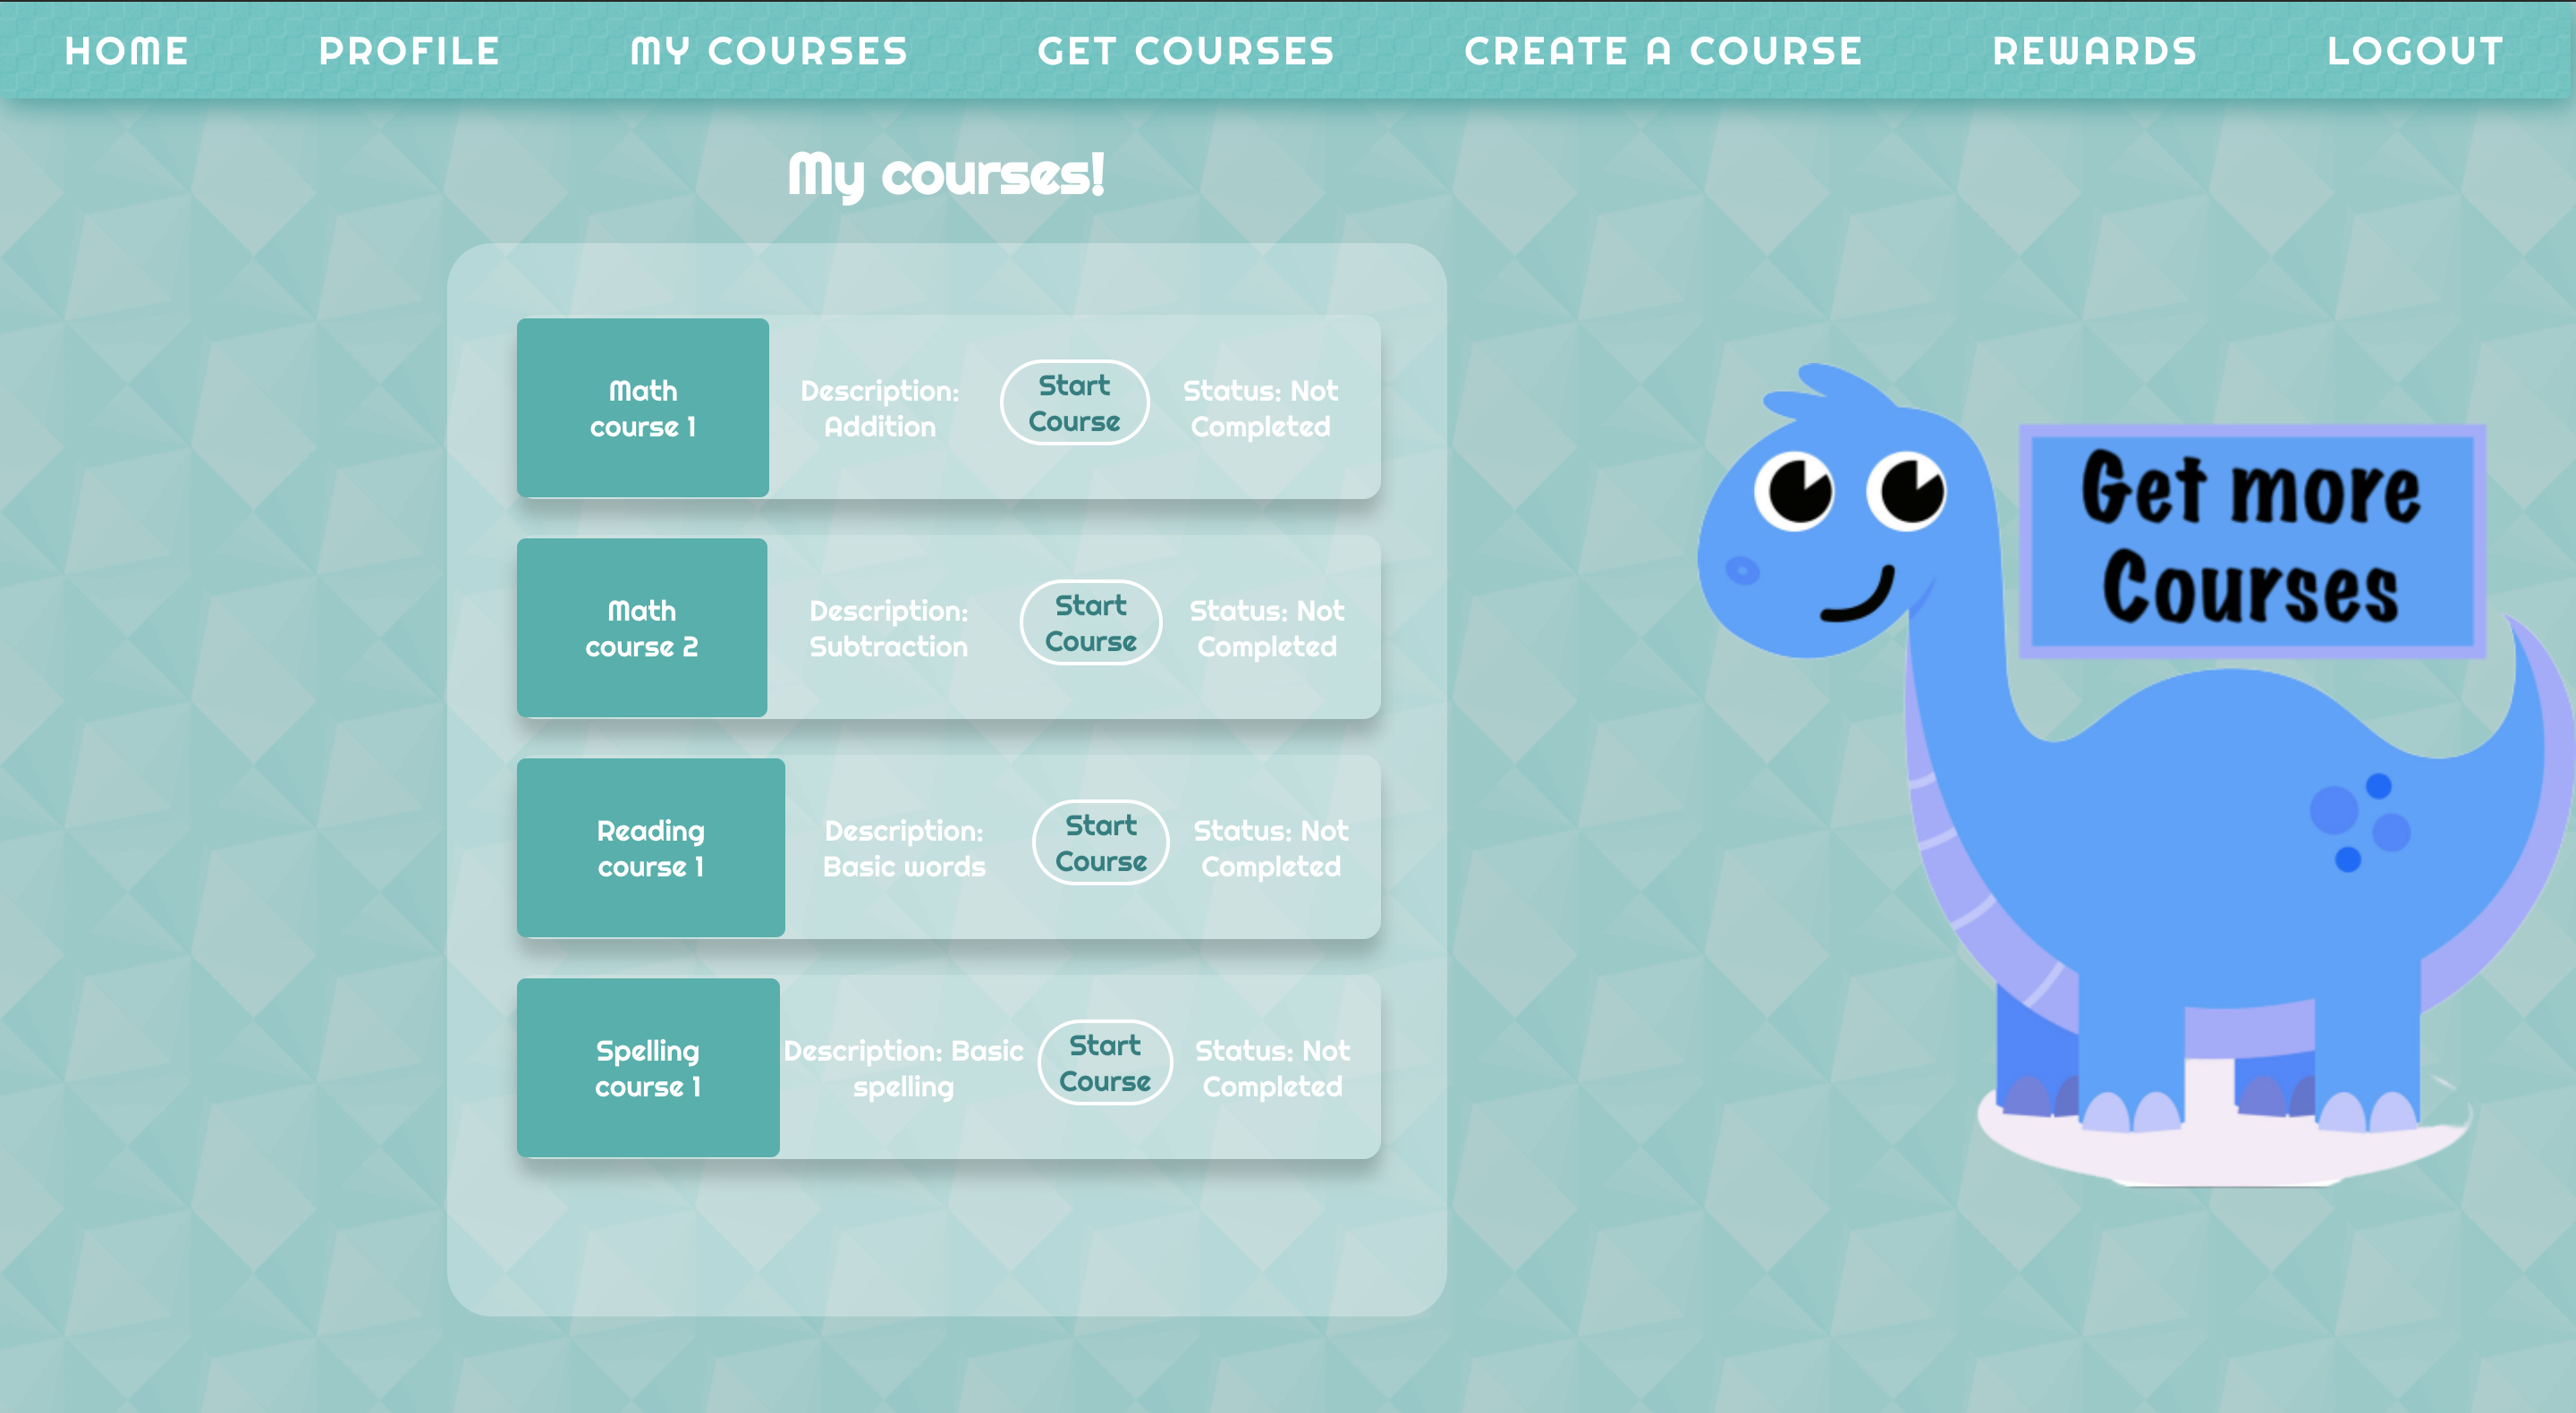 HOME PROFILE MY COURSES GET COURSES CREATE A COURSE REWARDS LOGOUT
My courses!
Math
course 1
Description:
Addition
Start
Course
Status: Not
Completed
Math
course 2
Description:
Subtraction
Start
Course
Status: Not
Completed
Reading
course 1
Description:
Basic words
Start
Course
Status: Not
Completed
Spelling
course 1
Description: Basic
spelling
Start
Course
Status: Not
Completed
Get more
Courses